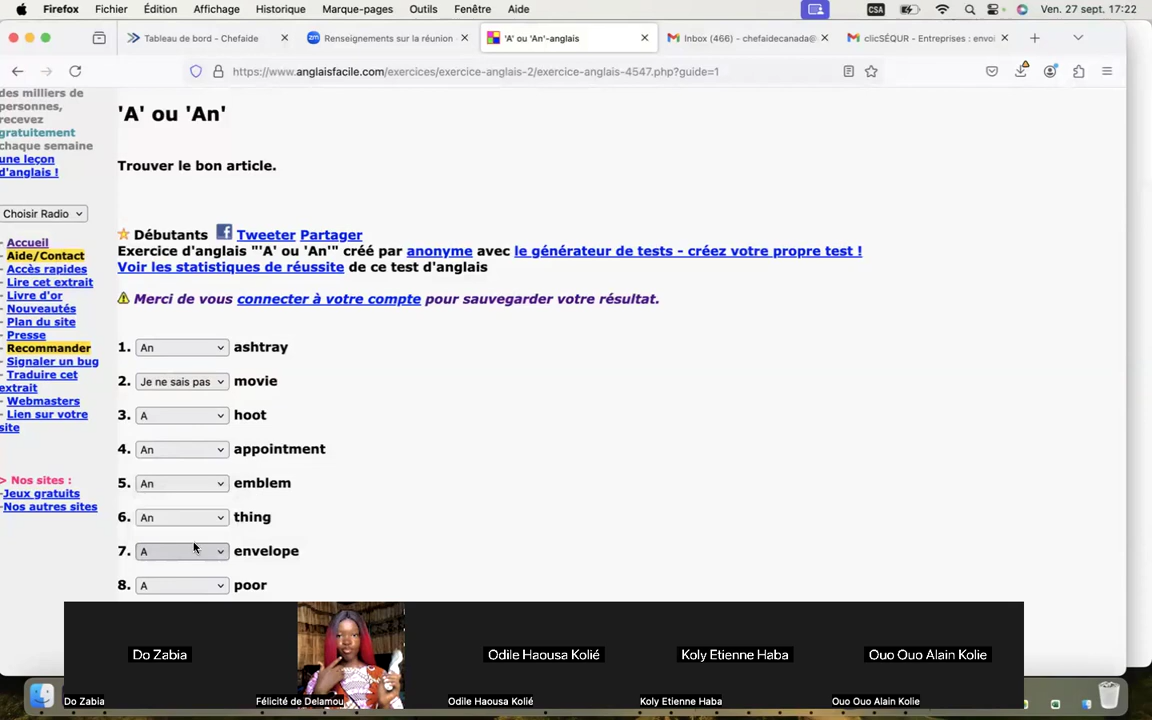 Firefox Fichier Édition Affichage Historique Marque-pages Outils Fenêtre Aide CSA Ven. 27 sept. 17:22
Tableau de bord - Chefaide Renseignements sur la réunion 'A' ou 'An'-anglais Inbox (466) - chefaidecanada@ clicSÉQUR - Entreprises : envoi
https://www.anglaisfacile.com/exercices/exercice-anglais-2/exercice-anglais-4547.php?guide=1
des milliers de
personnes,
recevez
gratuitement
chaque semaine
une leçon
d'anglais !
Choisir Radio
- Accueil
- Aide/Contact
- Accès rapides
- Lire cet extrait
- Livre d'or
- Nouveautés
- Plan du site
- Presse
- Recommander
- Signaler un bug
- Traduire cet
extrait
- Webmasters
- Lien sur votre
site
> Nos sites :
-Jeux gratuits
-Nos autres sites
'A' ou 'An'
Trouver le bon article.
Débutants Tweeter Partager
Exercice d'anglais "'A' ou 'An'" créé par anonyme avec le générateur de tests - créez votre propre test !
Voir les statistiques de réussite de ce test d'anglais
Merci de vous connecter à votre compte pour sauvegarder votre résultat.
1. An ashtray
2. Je ne sais pas movie
3. A hoot
4. An appointment
5. An emblem
6. An thing
7. A envelope
8. A poor
Do Zabia Odile Haousa Kolié Koly Etienne Haba Ouo Ouo Alain Kolie
Do Zabia Félicité de Delamou Odile Haousa Kolié Koly Etienne Haba Ouo Ouo Alain Kolie